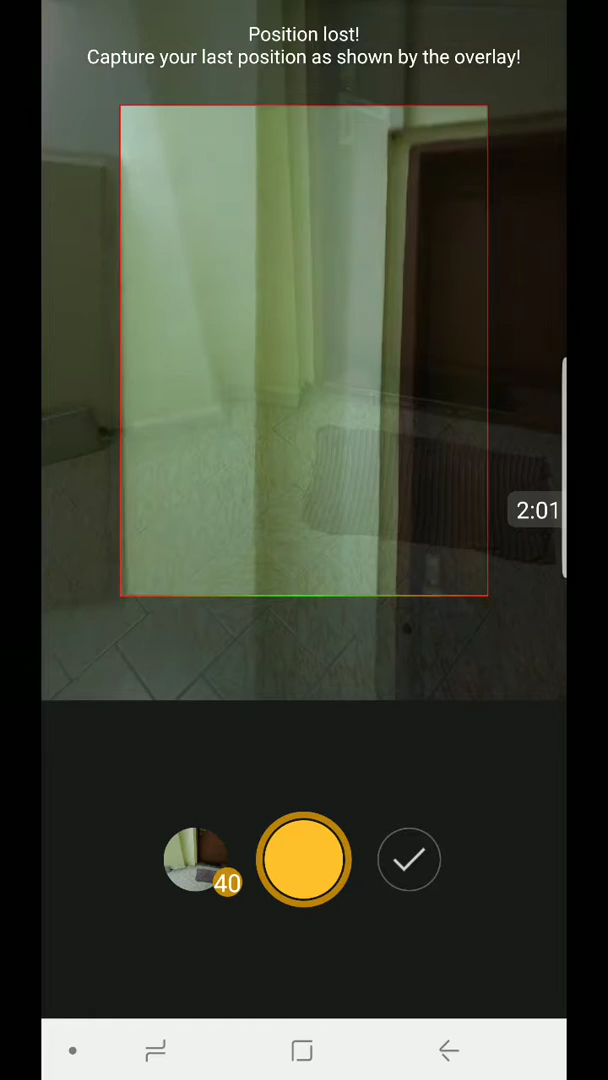 Position lost!
Capture your last position as shown by the overlay!
2:01
40